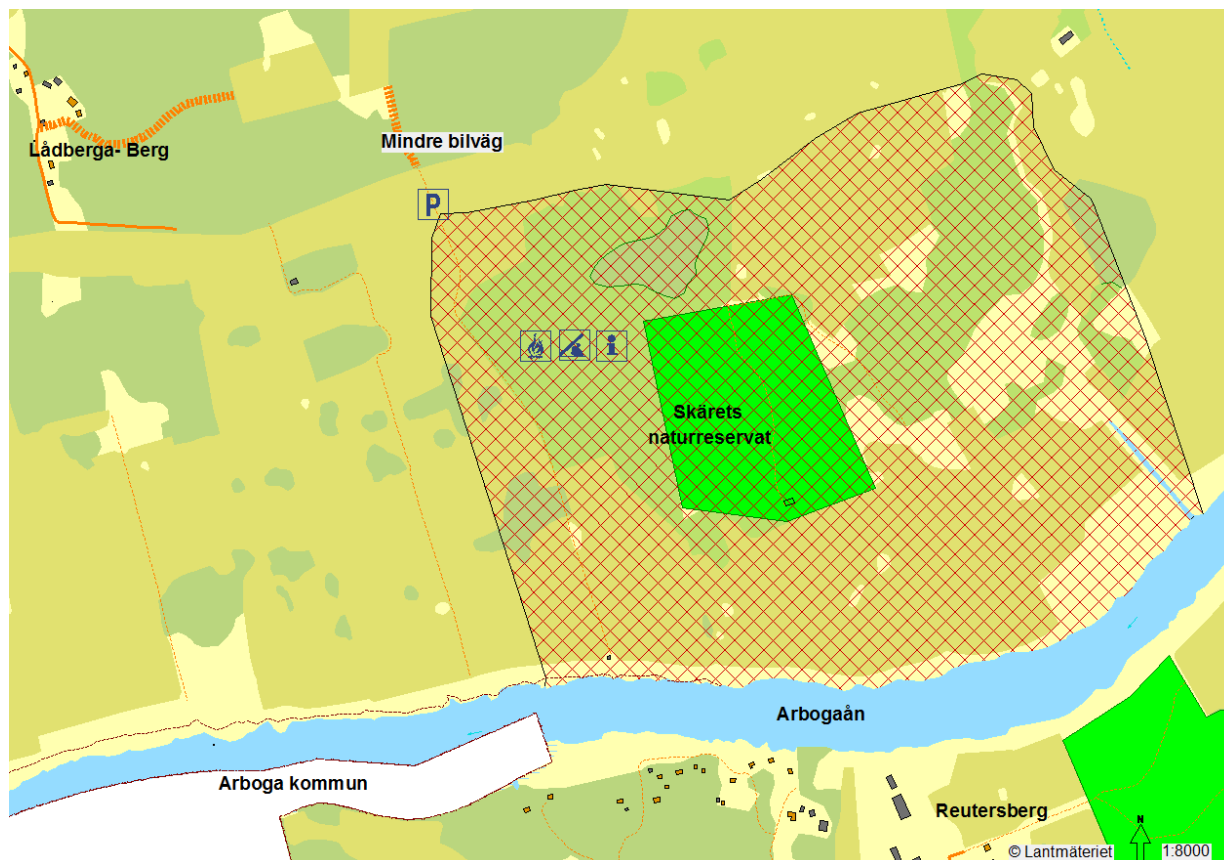 Mindre bilväg
Lådberga- Berg
P
Skärets
naturreservat
Arbogaån
Arboga kommun
Reutersberg
N
© Lantmäteriet
1:8000